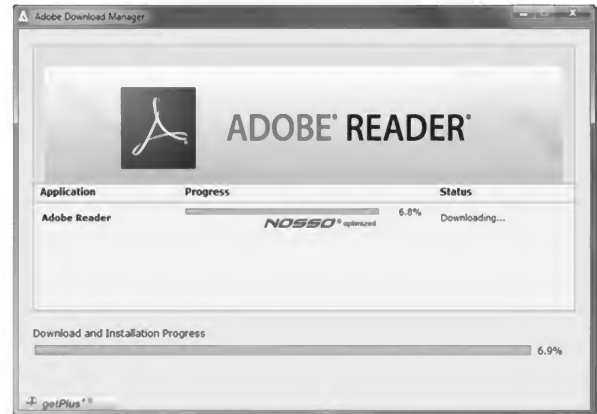 Adobe Download Manager
ADOBE® READER®
Application Progress Status
Adobe Reader 6.8% Downloading...
NOSSO® optimized
Download and Installation Progress
6.9%
getPlus+®